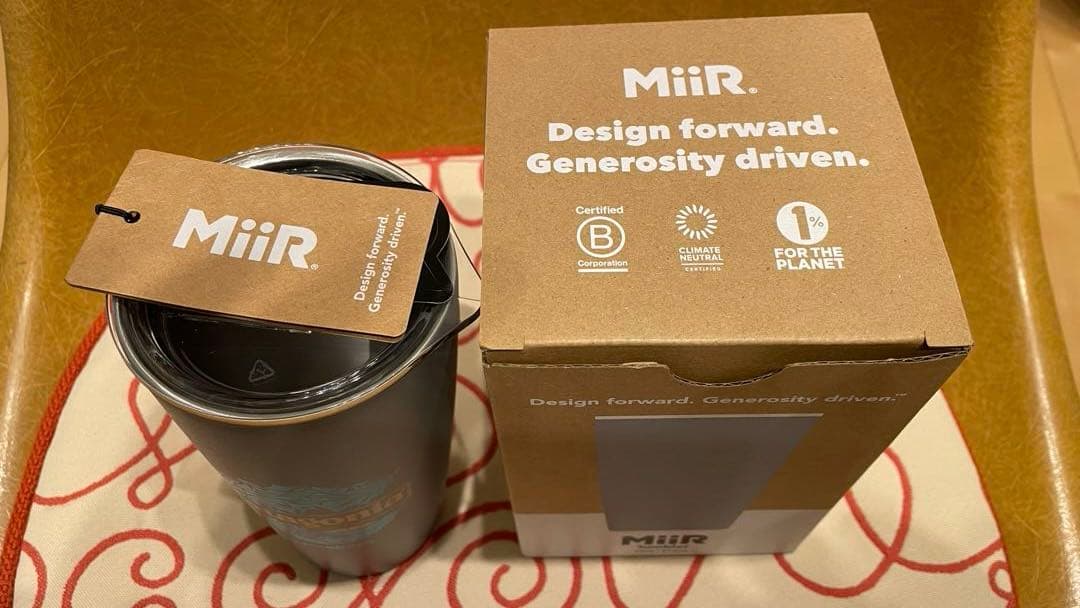 MiiR®
Design forward.
Generosity driven.™
MiiR®
Design forward.
Generosity driven.
Certified
B
Corporation
CLIMATE
NEUTRAL
CERTIFIED
1%
FOR THE
PLANET
Design forward. Generosity driven.™
MiiR